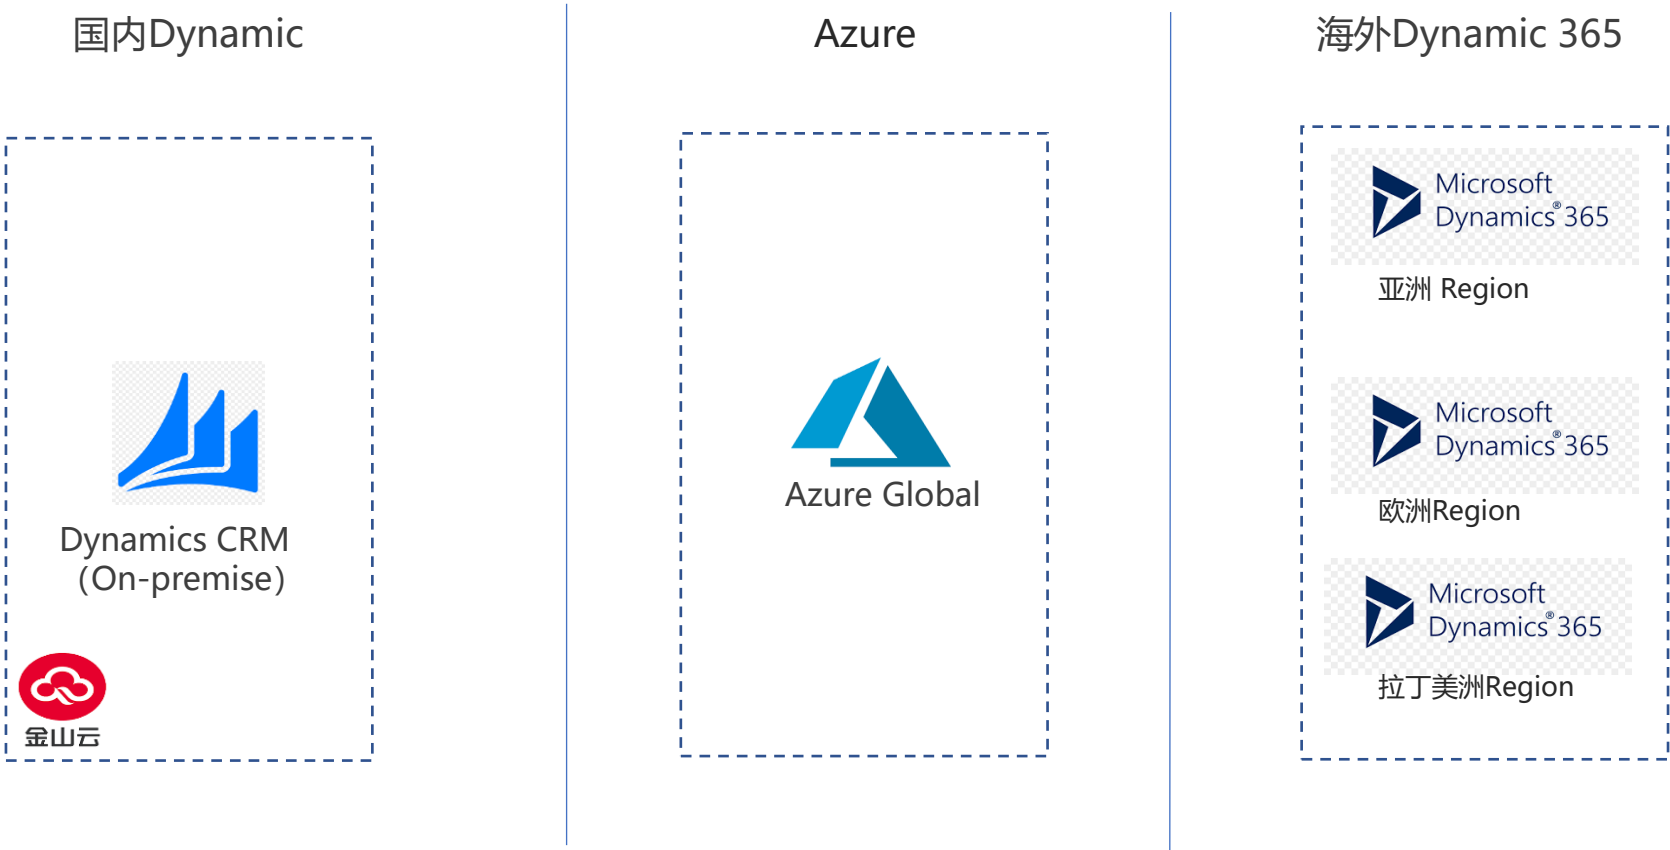 国内Dynamic
Azure
海外Dynamic 365
Microsoft
Dynamics® 365
亚洲 Region
Microsoft
Dynamics® 365
欧洲Region
Azure Global
Dynamics CRM
（On-premise）
Microsoft
Dynamics® 365
拉丁美洲Region
金山云